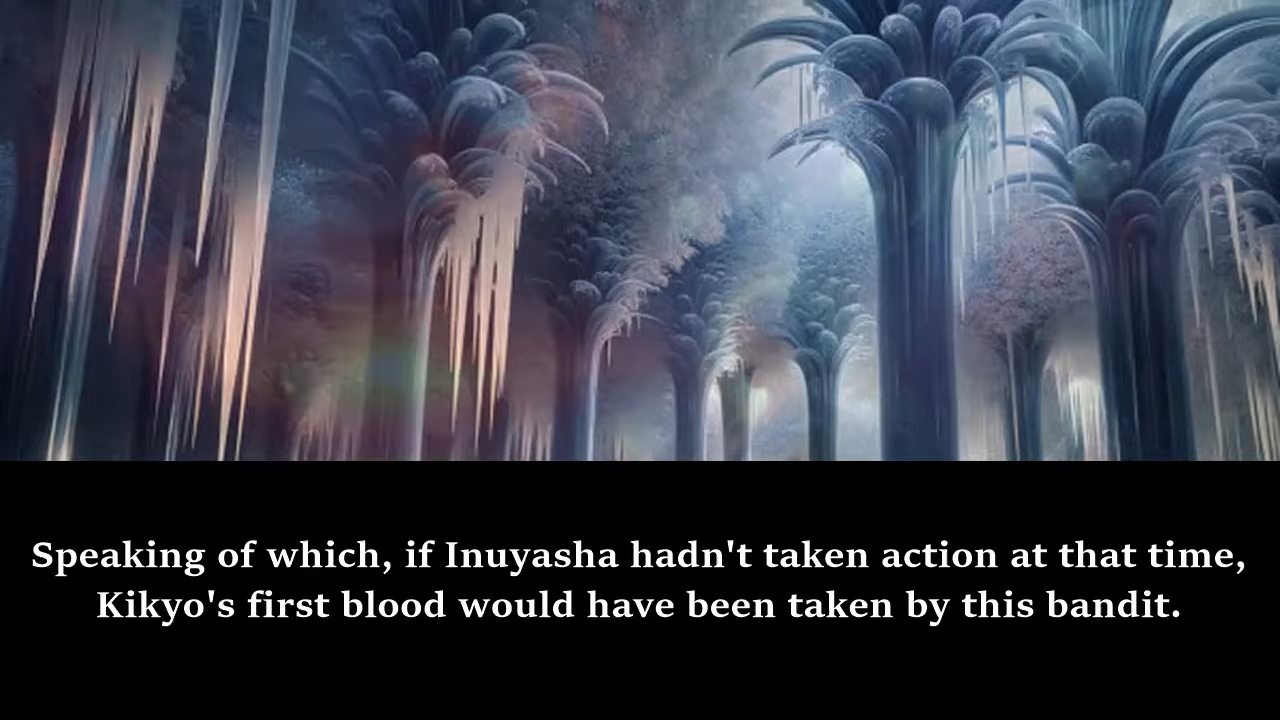 Speaking of which, if Inuyasha hadn't taken action at that time,
Kikyo's first blood would have been taken by this bandit.